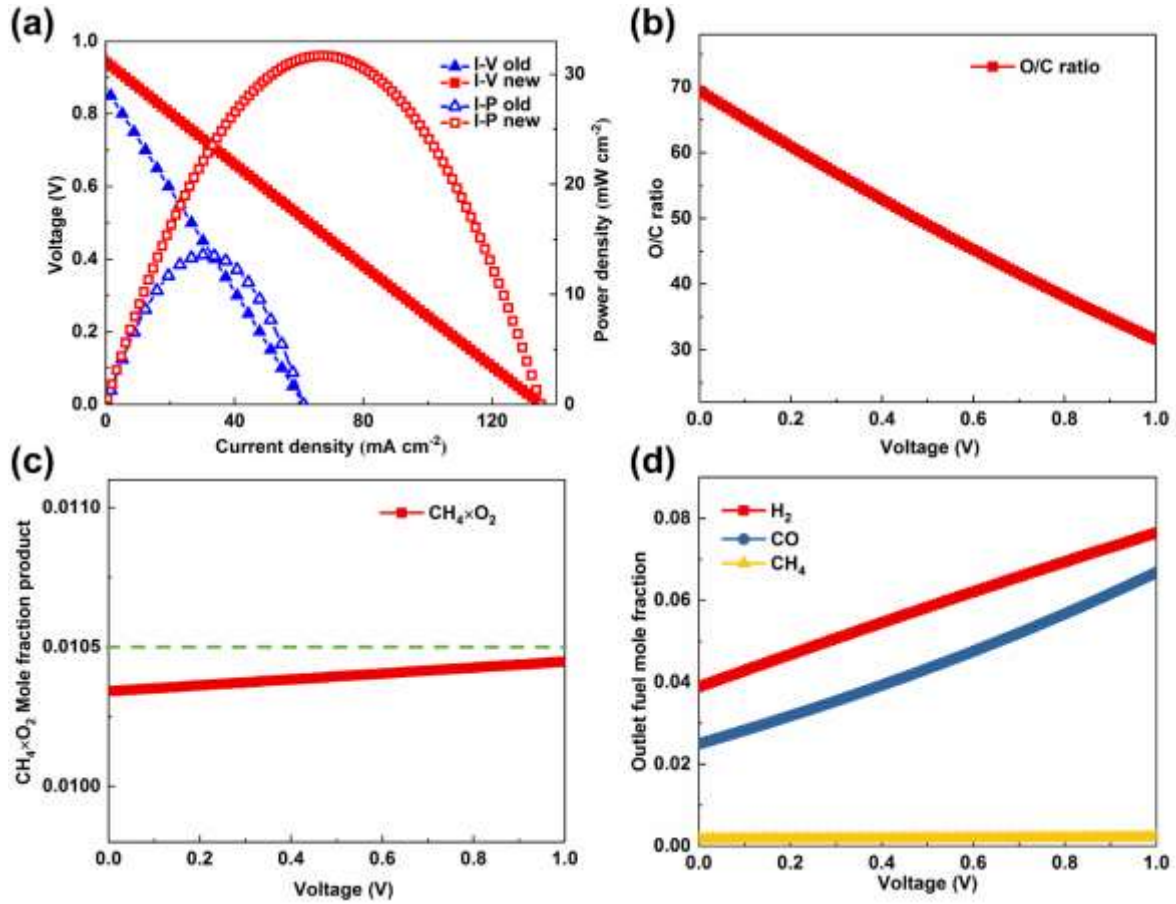 (a)
1.0
0.8
0.6
0.4
0.2
0.0
Voltage (V)
I-V old
I-V new
I-P old
I-P new
30
20
10
0
Power density (mW cm⁻²)
0 40 80 120
Current density (mA cm⁻²)
(b)
70
60
50
40
30
O/C ratio
O/C ratio
0.0 0.2 0.4 0.6 0.8 1.0
Voltage (V)
(c)
0.0110
0.0105
0.0100
CH₄×O₂ Mole fraction product
CH₄×O₂
0.0 0.2 0.4 0.6 0.8 1.0
Voltage (V)
(d)
0.08
0.06
0.04
0.02
0.00
Outlet fuel mole fraction
H₂
CO
CH₄
0.0 0.2 0.4 0.6 0.8 1.0
Voltage (V)